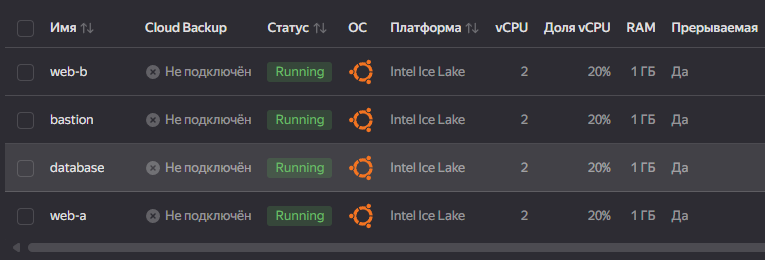 Имя Cloud Backup Статус ОС Платформа vCPU Доля vCPU RAM Прерываемая
web-b Не подключён Running Intel Ice Lake 2 20% 1 ГБ Да
bastion Не подключён Running Intel Ice Lake 2 20% 1 ГБ Да
database Не подключён Running Intel Ice Lake 2 20% 1 ГБ Да
web-a Не подключён Running Intel Ice Lake 2 20% 1 ГБ Да